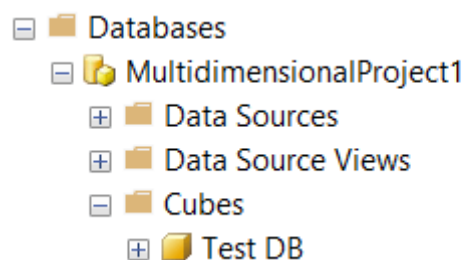 Databases
MultidimensionalProject1
Data Sources
Data Source Views
Cubes
Test DB